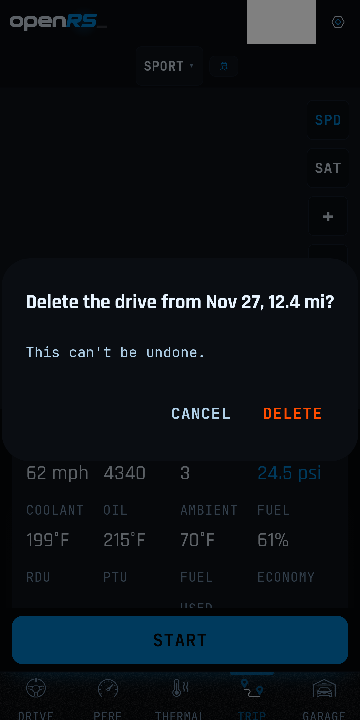 openRS_
SPORT ▾
SPD
SAT
+
Delete the drive from Nov 27, 12.4 mi?
This can't be undone.
CANCEL DELETE
62 mph 4340 3 24.5 psi
COOLANT OIL AMBIENT FUEL
199°F 215°F 70°F 61%
RDU PTU FUEL USED ECONOMY
START
DRIVE PERF THERMAL TRIP GARAGE